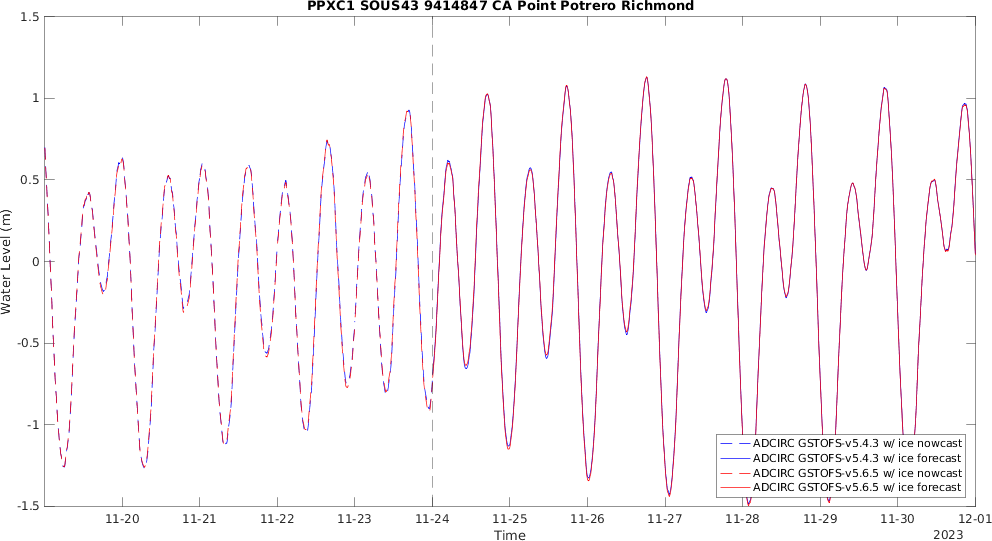 PPXC1 SOUS43 9414847 CA Point Potrero Richmond
1.5
1
0.5
0
-0.5
-1
-1.5
Water Level (m)
ADCIRC GSTOFS-v5.4.3 w/ ice nowcast
ADCIRC GSTOFS-v5.4.3 w/ ice forecast
ADCIRC GSTOFS-v5.6.5 w/ ice nowcast
ADCIRC GSTOFS-v5.6.5 w/ ice forecast
11-20 11-21 11-22 11-23 11-24 11-25 11-26 11-27 11-28 11-29 11-30 12-01
Time
2023